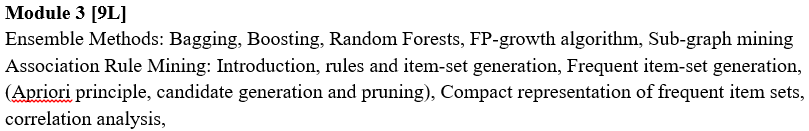 Module 3 [9L]
Ensemble Methods: Bagging, Boosting, Random Forests, FP-growth algorithm, Sub-graph mining
Association Rule Mining: Introduction, rules and item-set generation, Frequent item-set generation,
(Apriori principle, candidate generation and pruning), Compact representation of frequent item sets,
correlation analysis,